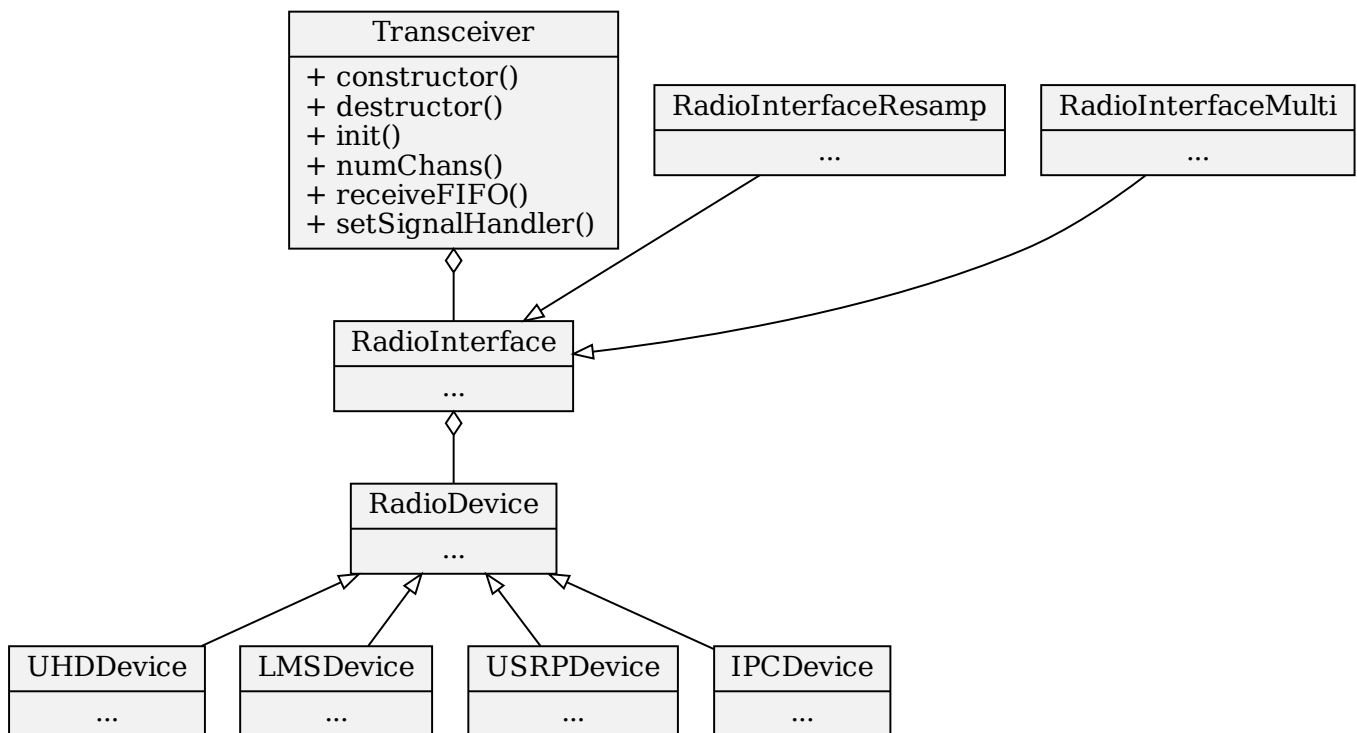 Transceiver
+ constructor()
+ destructor()
+ init()
+ numChans()
+ receiveFIFO()
+ setSignalHandler()
RadioInterfaceResamp
...
RadioInterfaceMulti
...
RadioInterface
...
RadioDevice
...
UHDDevice
...
LMSDevice
...
USRPDevice
...
IPCDevice
...